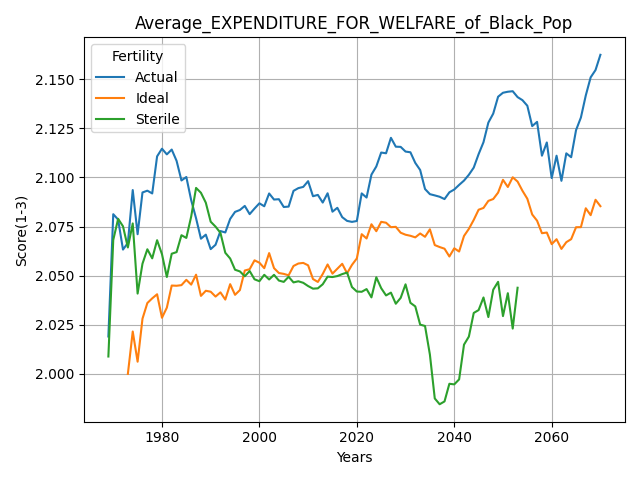 Average_EXPENDITURE_FOR_WELFARE_of_Black_Pop
Fertility
Actual
Ideal
Sterile
2.150
2.125
2.100
2.075
2.050
2.025
2.000
Score(1-3)
1980
2000
2020
2040
2060
Years